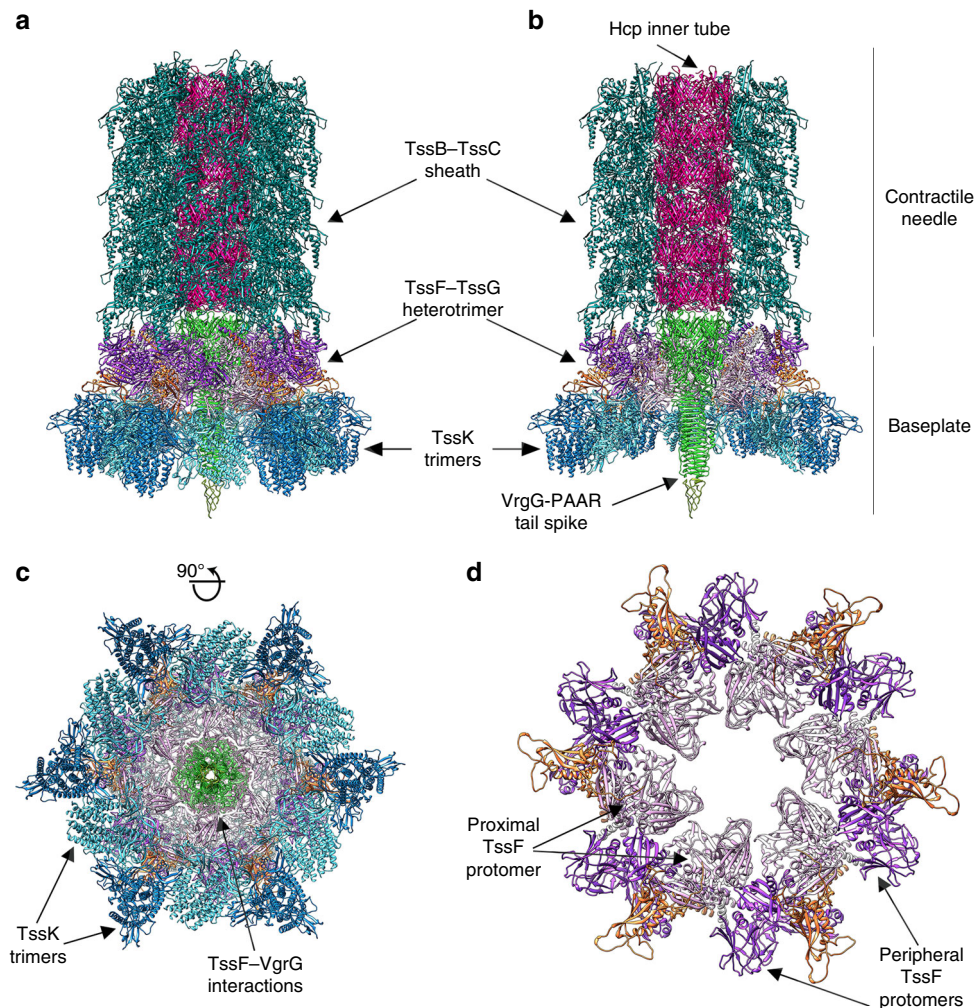 a
b
Hcp inner tube
TssB–TssC
sheath
Contractile
needle
TssF–TssG
heterotrimer
Baseplate
TssK
trimers
VrgG-PAAR
tail spike
c
90°
d
Proximal
TssF
protomer
TssK
trimers
TssF–VgrG
interactions
Peripheral
TssF
protomers